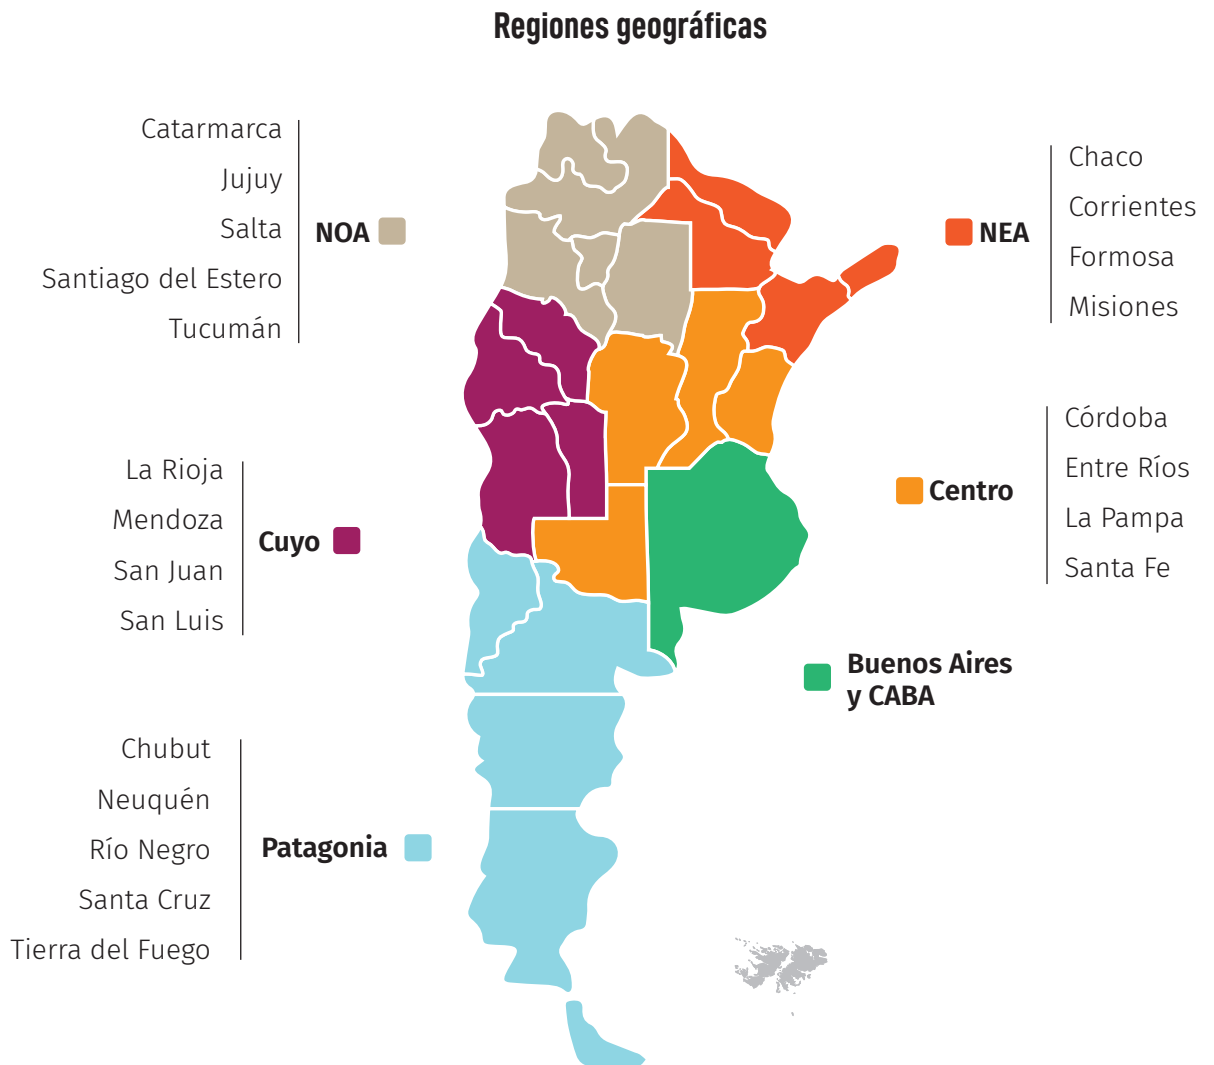 Regiones geográficas
Catarmarca
Jujuy
Salta
Santiago del Estero
Tucumán
NOA
NEA
Chaco
Corrientes
Formosa
Misiones
La Rioja
Mendoza
San Juan
San Luis
Cuyo
Centro
Córdoba
Entre Ríos
La Pampa
Santa Fe
Buenos Aires
y CABA
Chubut
Neuquén
Río Negro
Santa Cruz
Tierra del Fuego
Patagonia